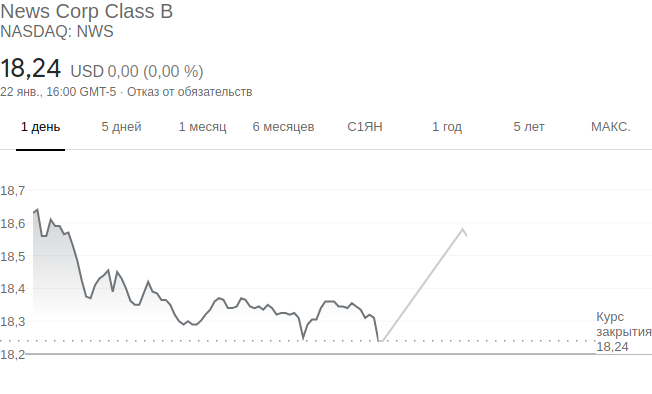 News Corp Class B
NASDAQ: NWS
18,24 USD 0,00 (0,00 %)
22 янв., 16:00 GMT-5 · Отказ от обязательств
1 день 5 дней 1 месяц 6 месяцев С1ЯН 1 год 5 лет МАКС.
18,7
18,6
18,5
18,4
18,3
18,2
Курс
закрытия
18,24